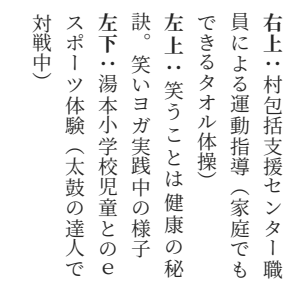 右上：村包括支援センター職
員による運動指導（家庭でも
できるタオル体操）
左上：笑うことは健康の秘
訣。笑いヨガ実践中の様子
左下：湯本小学校児童とのｅ
スポーツ体験（太鼓の達人で
対戦中）